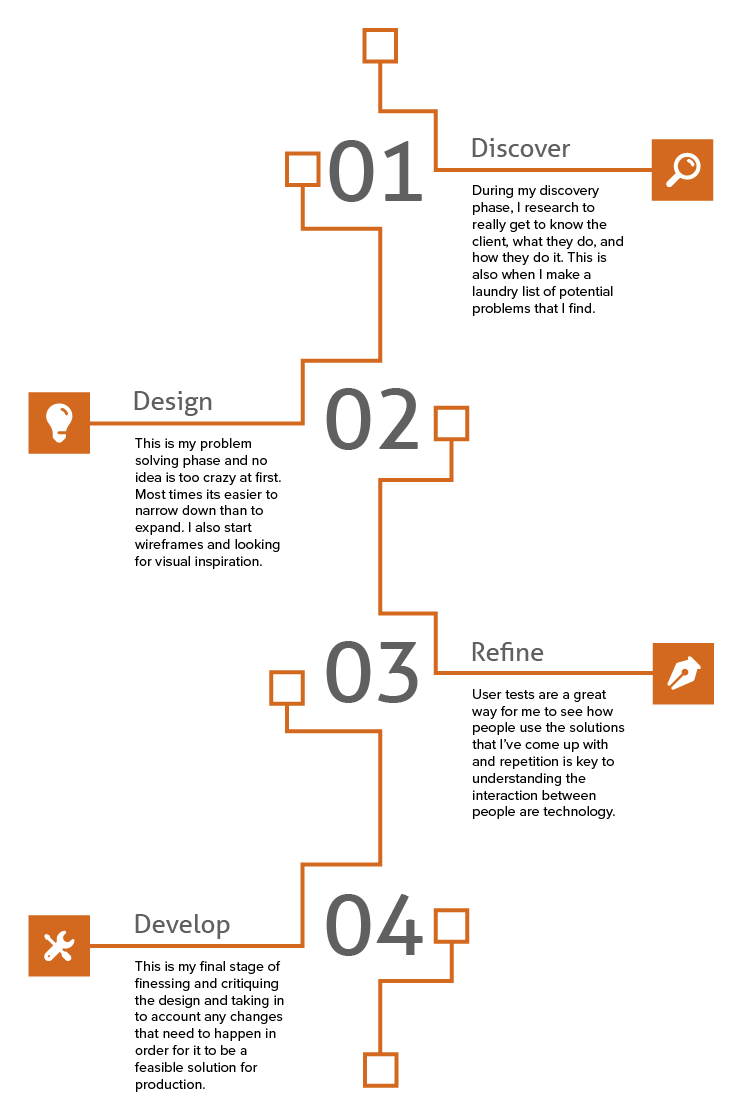 01
Discover
During my discovery
phase, I research to
really get to know the
client, what they do, and
how they do it. This is
also when I make a
laundry list of potential
problems that I find.
02
Design
This is my problem
solving phase and no
idea is too crazy at first.
Most times its easier to
narrow down than to
expand. I also start
wireframes and looking
for visual inspiration.
03
Refine
User tests are a great
way for me to see how
people use the solutions
that I've come up with
and repetition is key to
understanding the
interaction between
people are technology.
04
Develop
This is my final stage of
finessing and critiquing
the design and taking in
to account any changes
that need to happen in
order for it to be a
feasible solution for
production.